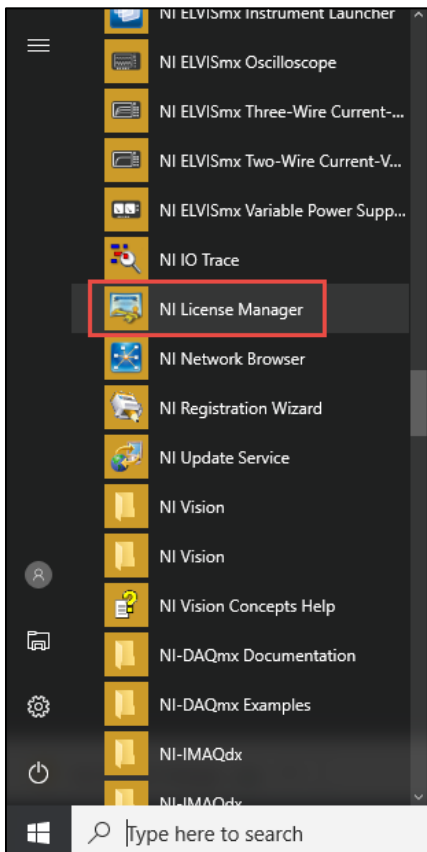 NI ELVISmx Instrument Launcher
NI ELVISmx Oscilloscope
NI ELVISmx Three-Wire Current-...
NI ELVISmx Two-Wire Current-V...
NI ELVISmx Variable Power Supp...
NI IO Trace
NI License Manager
NI Network Browser
NI Registration Wizard
NI Update Service
NI Vision
NI Vision
NI Vision Concepts Help
NI-DAQmx Documentation
NI-DAQmx Examples
NI-IMAQdx
NI-IMAQdx
Type here to search